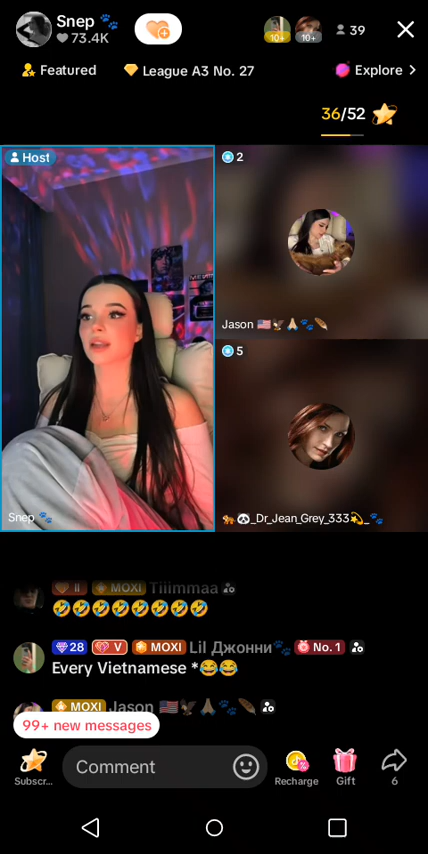 Snep 🐾
73.4K
10+
10+
39
Featured
League A3 No. 27
Explore >
36/52
Host
2
Jason 🇺🇸🦅🙏🏼🐾🪶
5
🐅🐼_Dr_Jean_Grey_333💫_🐾
Snep 🐾
II MOXI Tiiimmaa
🤣🤣🤣🤣🤣🤣🤣🤣
28 V MOXI Lil Джонни🐾 No. 1
Every Vietnamese *😂😂
MOXI Jason 🇺🇸🦅🙏🏼🐾🪶
99+ new messages
Subscr...
Comment
Recharge
Gift
6